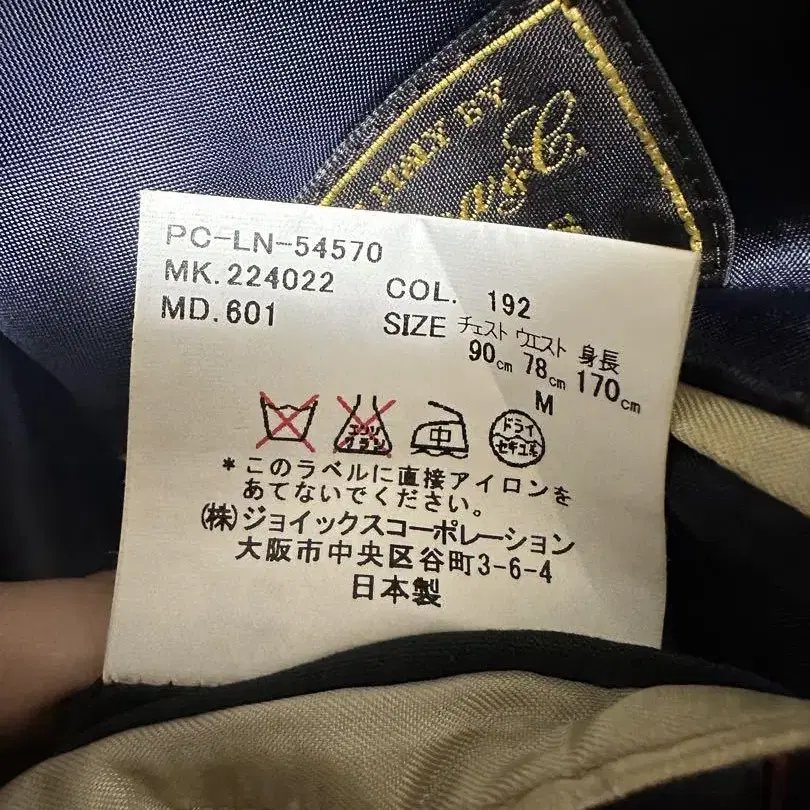 ITALY BY
PC-LN-54570
MK.224022 COL. 192
MD.601 SIZE チェスト ウエスト 身長
90cm 78cm 170cm
M
エンソ
サラシ 中 ドライ
セキユ系
*このラベルに直接アイロンを
あてないでください。
(株)ジョイックスコーポレーション
大阪市中央区谷町3-6-4
日本製